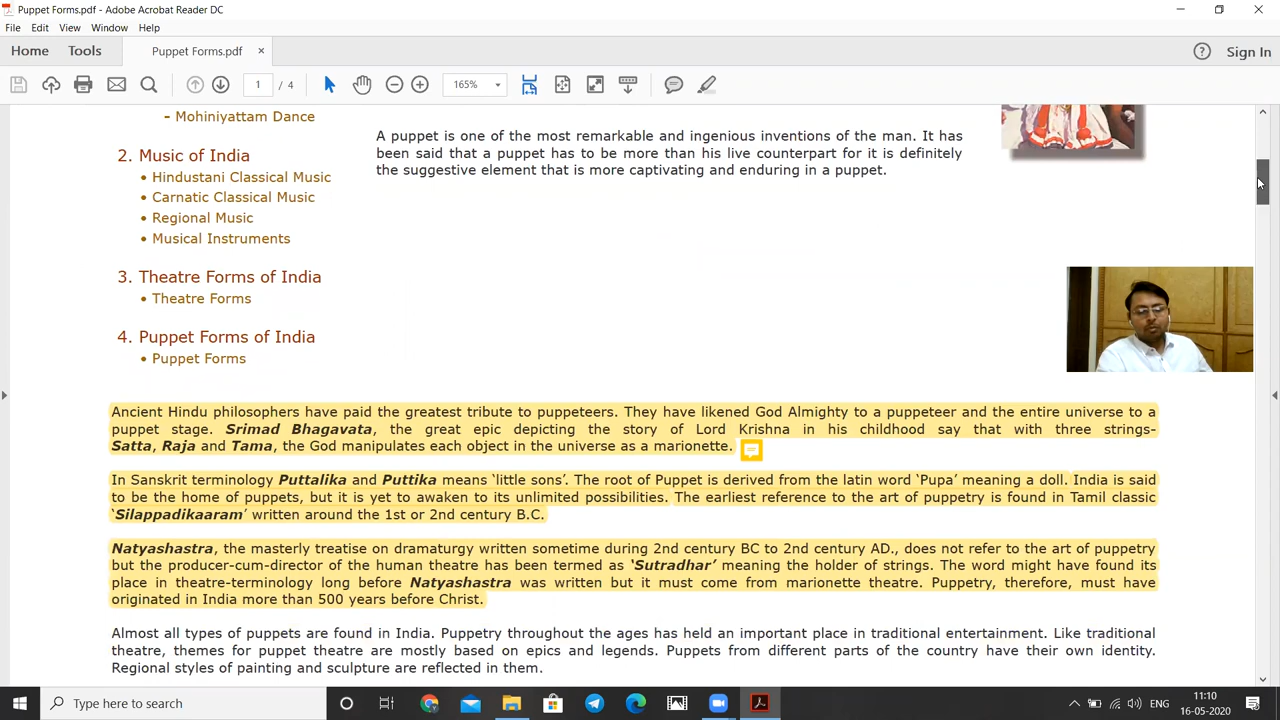 Puppet Forms.pdf - Adobe Acrobat Reader DC
File Edit View Window Help
Home Tools Puppet Forms.pdf × Sign In
1 / 4 165%
– Mohiniyattam Dance
2. Music of India
• Hindustani Classical Music
• Carnatic Classical Music
• Regional Music
• Musical Instruments
3. Theatre Forms of India
• Theatre Forms
4. Puppet Forms of India
• Puppet Forms
A puppet is one of the most remarkable and ingenious inventions of the man. It has
been said that a puppet has to be more than his live counterpart for it is definitely
the suggestive element that is more captivating and enduring in a puppet.
Ancient Hindu philosophers have paid the greatest tribute to puppeteers. They have likened God Almighty to a puppeteer and the entire universe to a
puppet stage. Srimad Bhagavata, the great epic depicting the story of Lord Krishna in his childhood say that with three strings-
Satta, Raja and Tama, the God manipulates each object in the universe as a marionette.
In Sanskrit terminology Puttalika and Puttika means ‘little sons’. The root of Puppet is derived from the latin word ‘Pupa’ meaning a doll. India is said
to be the home of puppets, but it is yet to awaken to its unlimited possibilities. The earliest reference to the art of puppetry is found in Tamil classic
‘Silappadikaaram’ written around the 1st or 2nd century B.C.
Natyashastra, the masterly treatise on dramaturgy written sometime during 2nd century BC to 2nd century AD., does not refer to the art of puppetry
but the producer-cum-director of the human theatre has been termed as ‘Sutradhar’ meaning the holder of strings. The word might have found its
place in theatre-terminology long before Natyashastra was written but it must come from marionette theatre. Puppetry, therefore, must have
originated in India more than 500 years before Christ.
Almost all types of puppets are found in India. Puppetry throughout the ages has held an important place in traditional entertainment. Like traditional
theatre, themes for puppet theatre are mostly based on epics and legends. Puppets from different parts of the country have their own identity.
Regional styles of painting and sculpture are reflected in them.
Type here to search
ENG
11:10
16-05-2020